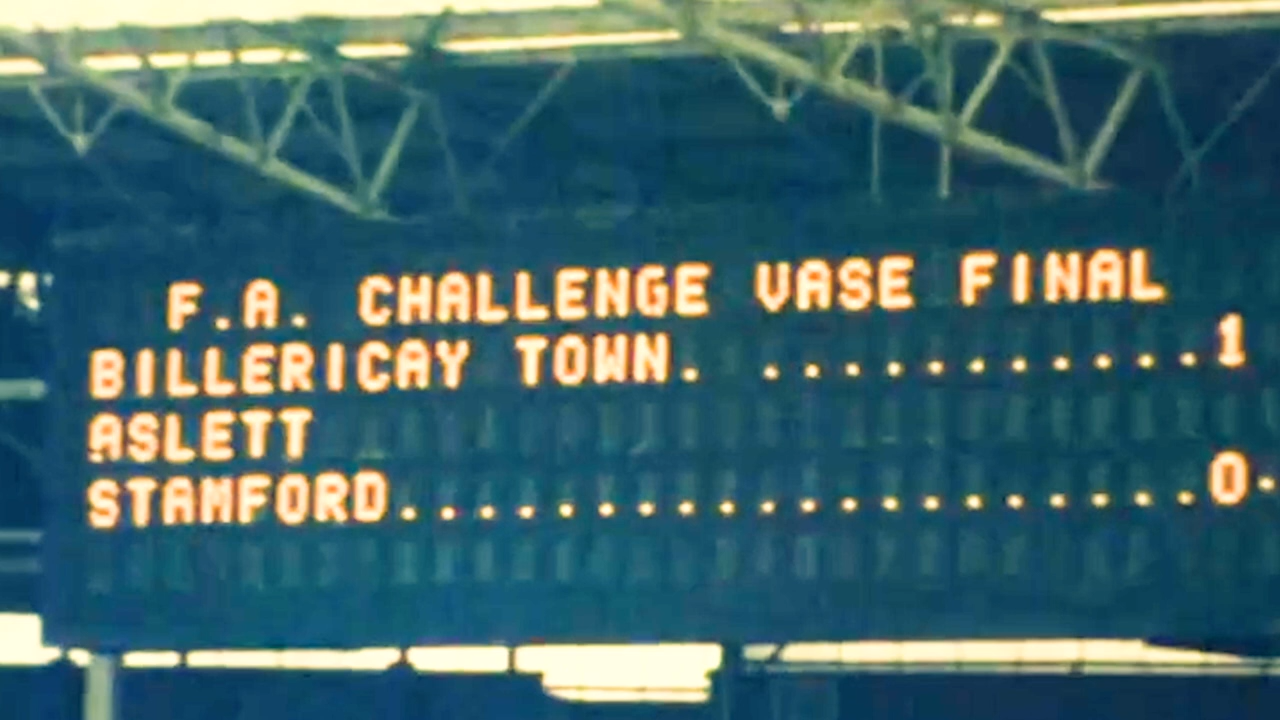 F.A. CHALLENGE VASE FINAL
BILLERICAY TOWN. ...........1
ASLETT
STAMFORD....................0.